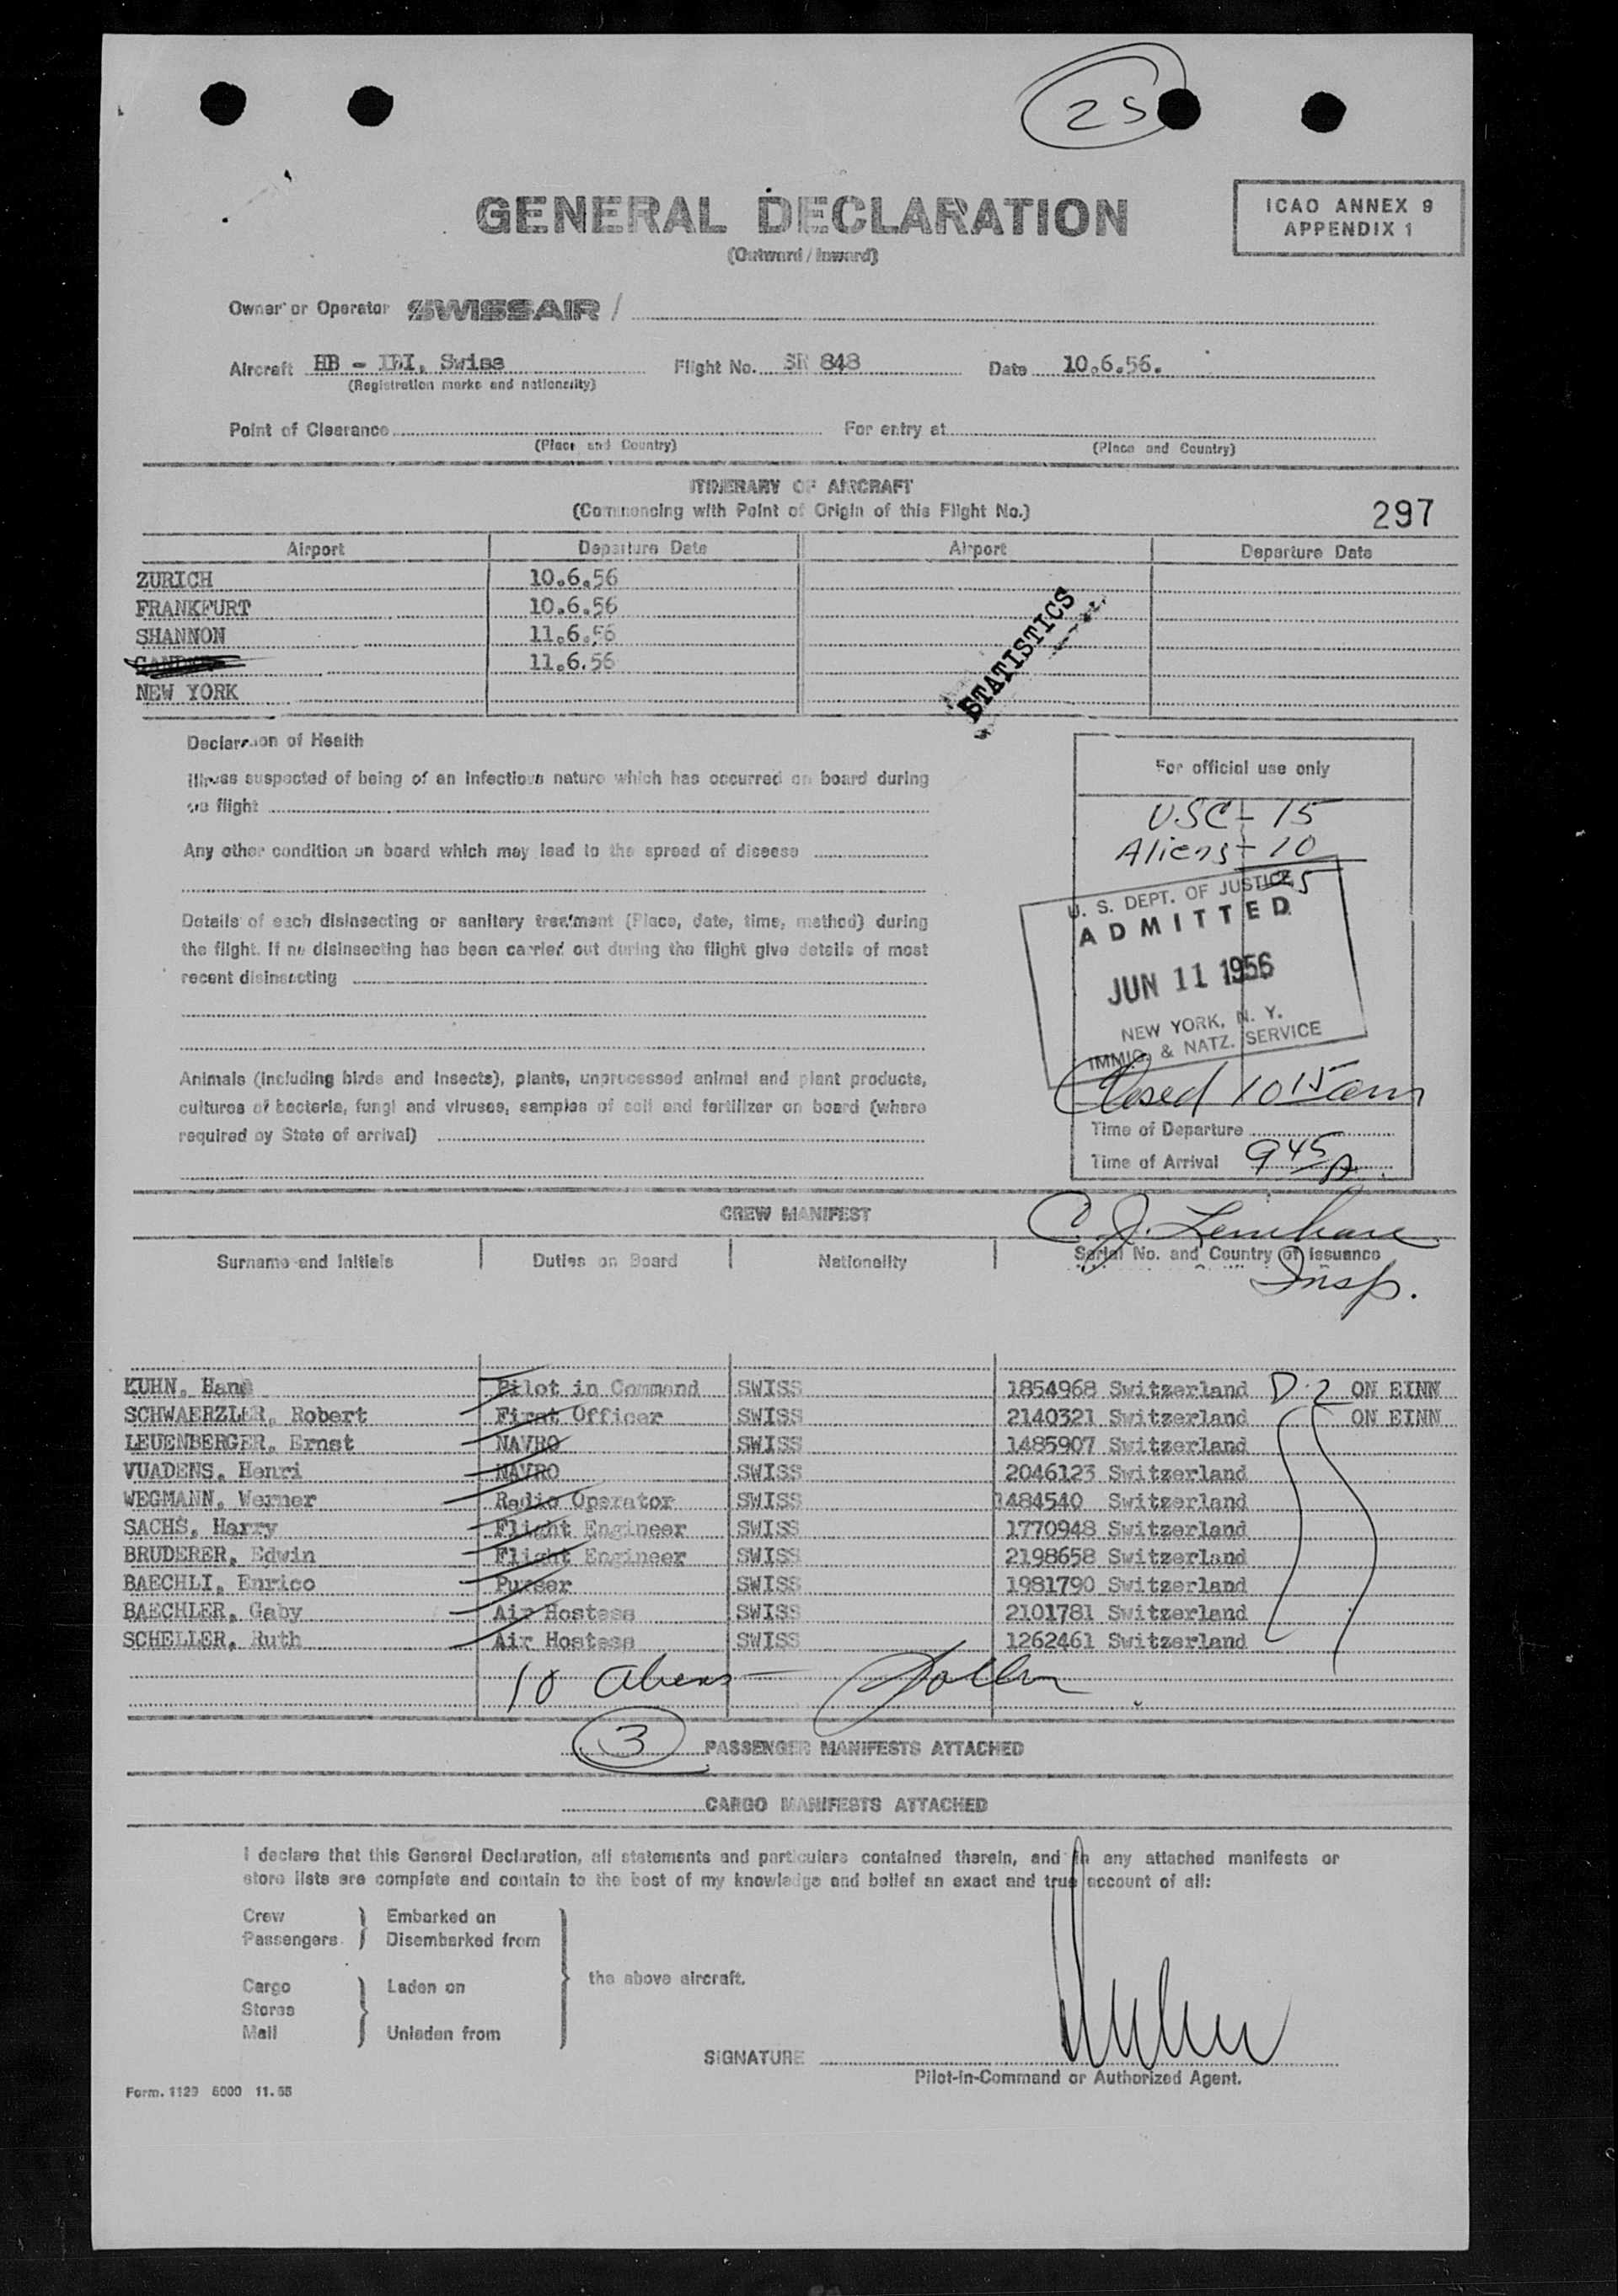 25
GENERAL DECLARATION
(Outward / Inward)
ICAO ANNEX 9
APPENDIX 1
Owner or Operator SWISSAIR /
Aircraft HB - Swiss Flight No. SR 848 Date 10.6.56.
(Registration marks and nationality)
Point of Clearance For entry at
(Place and Country) (Place and Country)
ITINERARY OF AIRCRAFT
(Commencing with Point of Origin of this Flight No.)
297
Airport Departure Date Airport Departure Date
ZURICH 10.6.56
FRANKFURT 10.6.56
SHANNON 11.6.56
11.6.56
NEW YORK
STATISTICS
Declaration of Health
Illness suspected of being of an infectious nature which has occurred on board during
the flight
Any other condition on board which may lead to the spread of disease
Details of each disinsecting or sanitary treatment (Place, date, time, method) during
the flight. If no disinsecting has been carried out during the flight give details of most
recent disinsecting
Animals (including birds and insects), plants, unprocessed animal and plant products,
cultures of bacteria, fungi and viruses, samples of soil and fertilizer on board (where
required by State of arrival)
For official use only
USC - 15
Aliens - 10
25
U. S. DEPT. OF JUSTICE
ADMITTED
JUN 11 1956
NEW YORK, N. Y.
IMMIG. & NATZ. SERVICE
Closed 10 15 am
Time of Departure
Time of Arrival 9 45 A.
CREW MANIFEST
C. J. Lenihan
Insp.
Surname and Initials Duties on Board Nationality Serial No. and Country of Issuance
KUHN, Hans Pilot in Command SWISS 1854968 Switzerland D-2 ON EINN
SCHWAERZLER, Robert First Officer SWISS 2140321 Switzerland ON EINN
LEUENBERGER, Ernst NAVRO SWISS 1485907 Switzerland
VUADENS, Henri NAVRO SWISS 2046123 Switzerland
WEGMANN, Werner Radio Operator SWISS 1484540 Switzerland
SACHS, Harry Flight Engineer SWISS 1770948 Switzerland
BRUDERER, Edwin Flight Engineer SWISS 2198658 Switzerland
BAECHLI, Enrico Purser SWISS 1981790 Switzerland
BAECHLER, Gaby Air Hostess SWISS 2101781 Switzerland
SCHELLER, Ruth Air Hostess SWISS 1262461 Switzerland
10 Aliens -
3 PASSENGER MANIFESTS ATTACHED
CARGO MANIFESTS ATTACHED
I declare that this General Declaration, all statements and particulars contained therein, and in any attached manifests or
store lists are complete and contain to the best of my knowledge and belief an exact and true account of all:
Crew Embarked on
Passengers Disembarked from
the above aircraft.
Cargo Laden on
Stores
Mail Unladen from
SIGNATURE
Pilot-in-Command or Authorized Agent.
Form. 1129 5000 11.55